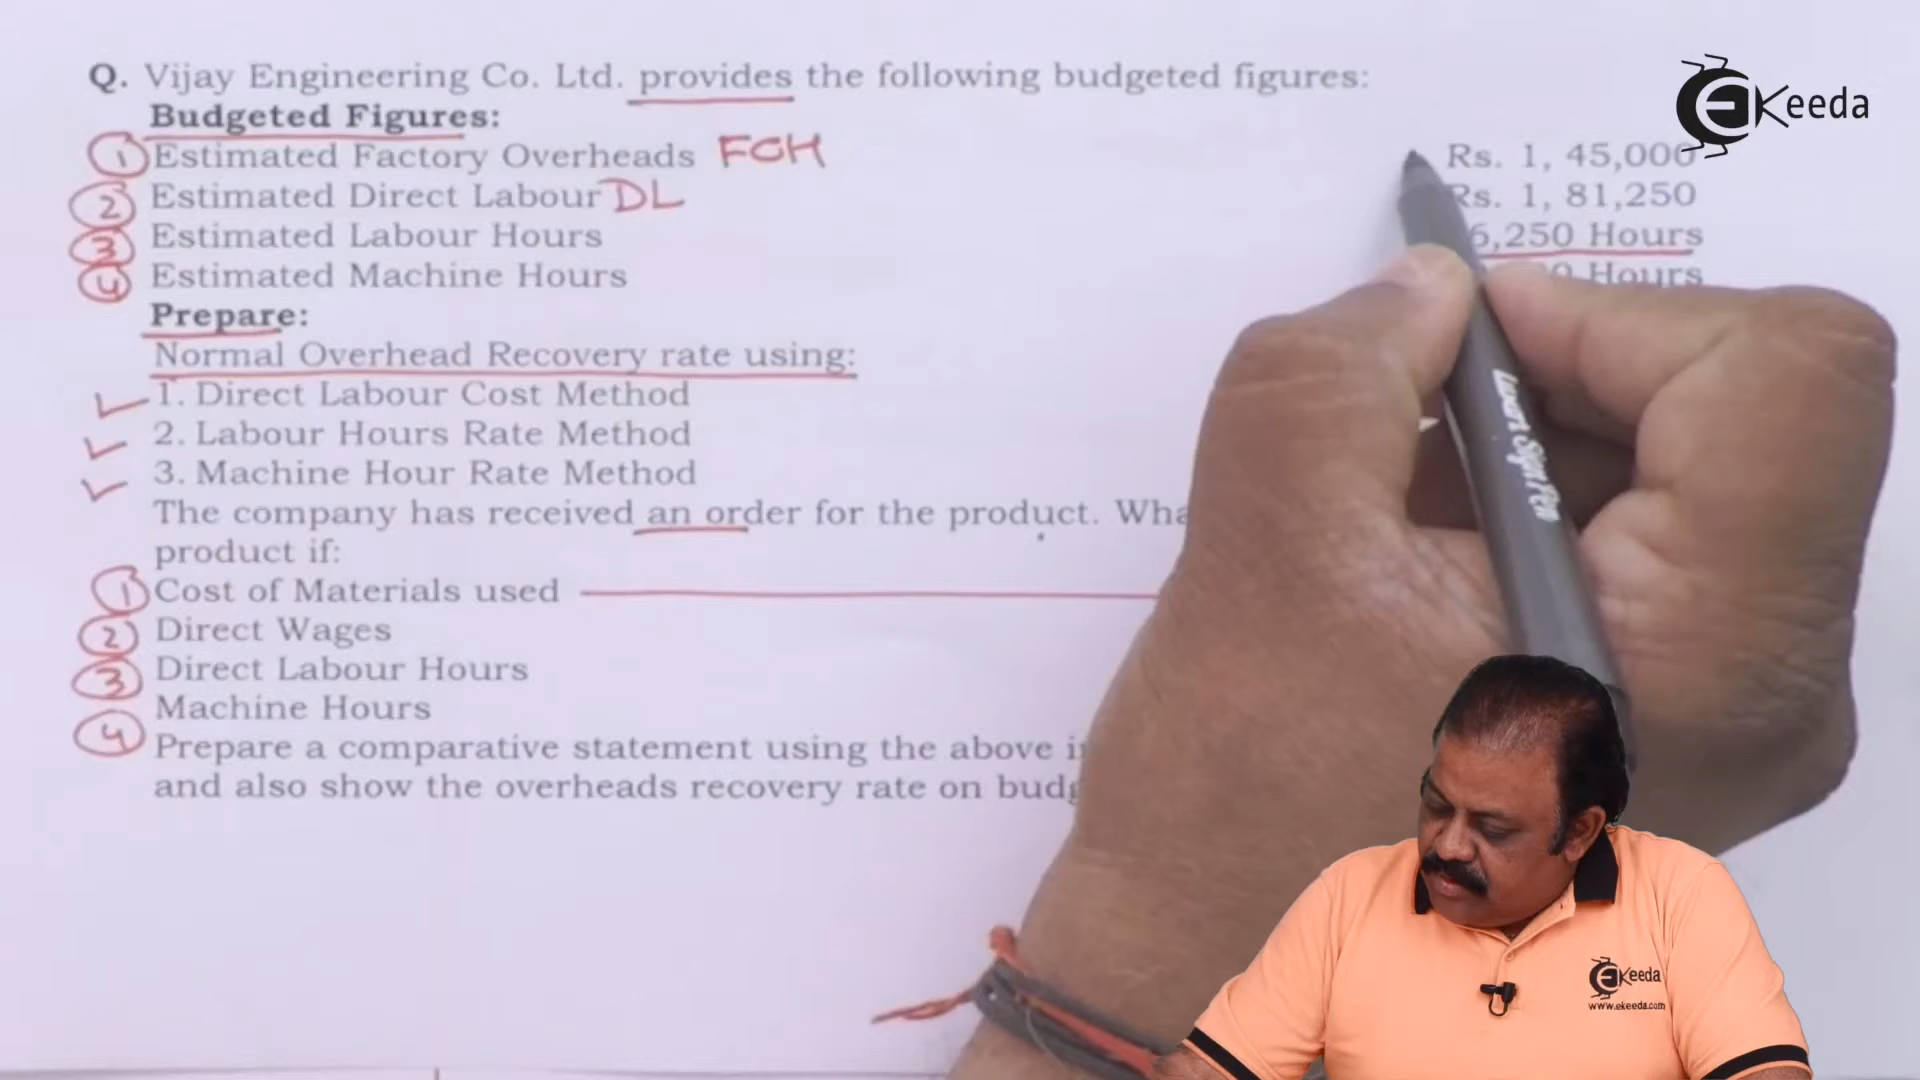 Q. Vijay Engineering Co. Ltd. provides the following budgeted figures:
Budgeted Figures:
1 Estimated Factory Overheads FOH Rs. 1, 45,000
2 Estimated Direct Labour DL Rs. 1, 81,250
3 Estimated Labour Hours 6,250 Hours
4 Estimated Machine Hours Hours
Prepare:
Normal Overhead Recovery rate using:
1. Direct Labour Cost Method
2. Labour Hours Rate Method
3. Machine Hour Rate Method
The company has received an order for the product.
product if:
1 Cost of Materials used
2 Direct Wages
3 Direct Labour Hours
4 Machine Hours
Prepare a comparative statement using the above
and also show the overheads recovery rate on
EKeeda
EKeeda
www.ekeeda.com
Luxor Sign Pen